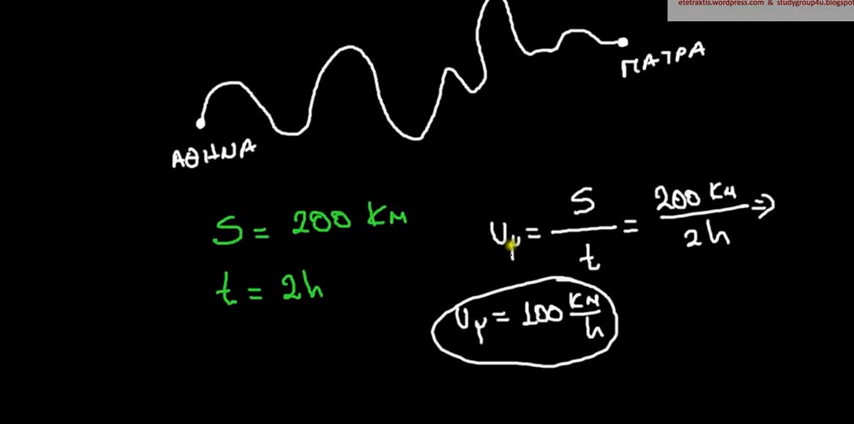 etetraktis.wordpress.com & studygroup4u.blogspot
ΠΑΤΡΑ
ΑΘΗΝΑ
S = 200 Km
t = 2h
υμ = S/t = 200 Km/2h ⇒
υμ = 100 Km/h